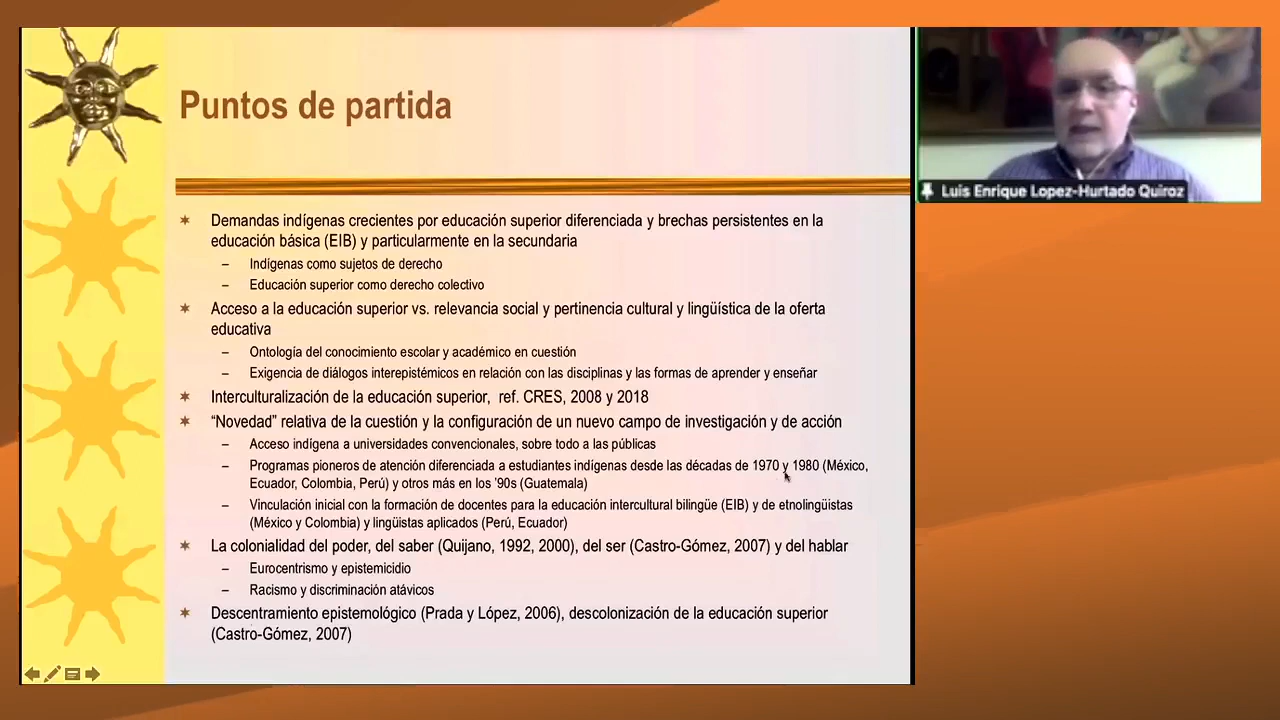 Puntos de partida
Luis Enrique Lopez-Hurtado Quiroz
Demandas indígenas crecientes por educación superior diferenciada y brechas persistentes en la
educación básica (EIB) y particularmente en la secundaria
– Indígenas como sujetos de derecho
– Educación superior como derecho colectivo
Acceso a la educación superior vs. relevancia social y pertinencia cultural y lingüística de la oferta
educativa
– Ontología del conocimiento escolar y académico en cuestión
– Exigencia de diálogos interepistémicos en relación con las disciplinas y las formas de aprender y enseñar
Interculturalización de la educación superior, ref. CRES, 2008 y 2018
“Novedad” relativa de la cuestión y la configuración de un nuevo campo de investigación y de acción
– Acceso indígena a universidades convencionales, sobre todo a las públicas
– Programas pioneros de atención diferenciada a estudiantes indígenas desde las décadas de 1970 y 1980 (México,
Ecuador, Colombia, Perú) y otros más en los ’90s (Guatemala)
– Vinculación inicial con la formación de docentes para la educación intercultural bilingüe (EIB) y de etnolingüistas
(México y Colombia) y lingüistas aplicados (Perú, Ecuador)
La colonialidad del poder, del saber (Quijano, 1992, 2000), del ser (Castro-Gómez, 2007) y del hablar
– Eurocentrismo y epistemicidio
– Racismo y discriminación atávicos
Descentramiento epistemológico (Prada y López, 2006), descolonización de la educación superior
(Castro-Gómez, 2007)